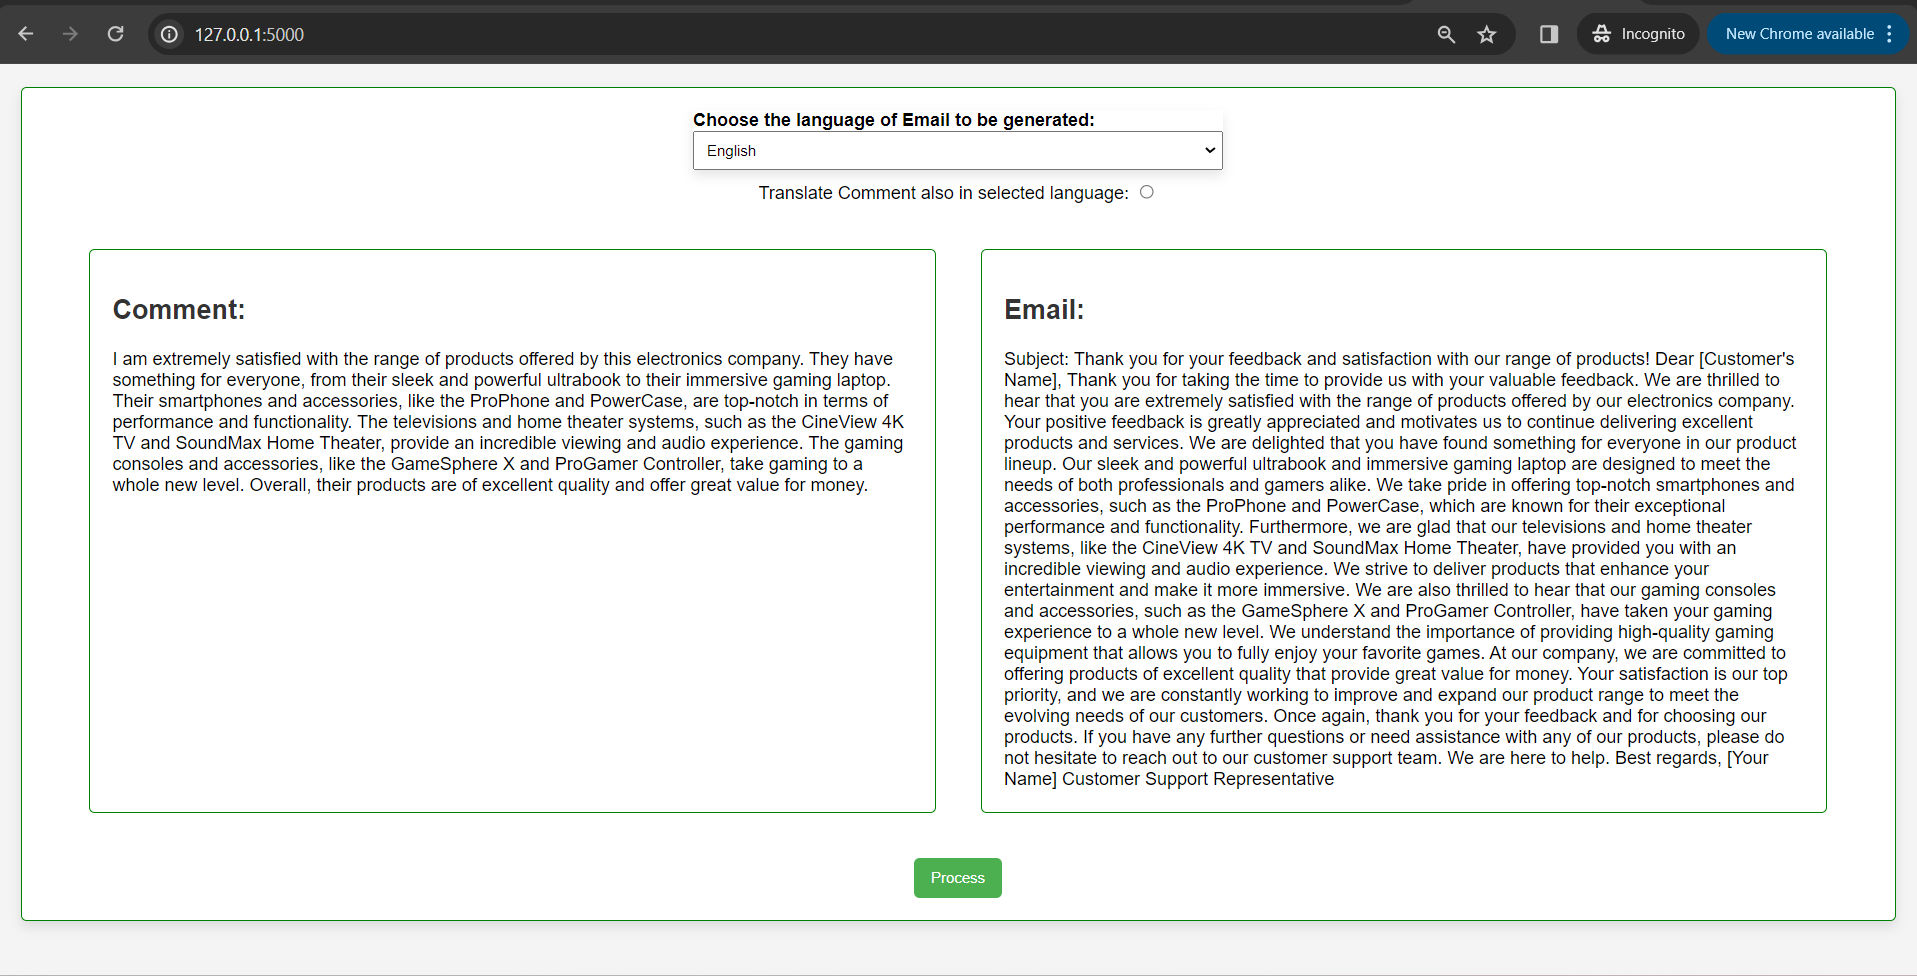 127.0.0.1:5000
Incognito
New Chrome available
Choose the language of Email to be generated:
English
Translate Comment also in selected language:
Comment:
I am extremely satisfied with the range of products offered by this electronics company. They have
something for everyone, from their sleek and powerful ultrabook to their immersive gaming laptop.
Their smartphones and accessories, like the ProPhone and PowerCase, are top-notch in terms of
performance and functionality. The televisions and home theater systems, such as the CineView 4K
TV and SoundMax Home Theater, provide an incredible viewing and audio experience. The gaming
consoles and accessories, like the GameSphere X and ProGamer Controller, take gaming to a
whole new level. Overall, their products are of excellent quality and offer great value for money.
Email:
Subject: Thank you for your feedback and satisfaction with our range of products! Dear [Customer's
Name], Thank you for taking the time to provide us with your valuable feedback. We are thrilled to
hear that you are extremely satisfied with the range of products offered by our electronics company.
Your positive feedback is greatly appreciated and motivates us to continue delivering excellent
products and services. We are delighted that you have found something for everyone in our product
lineup. Our sleek and powerful ultrabook and immersive gaming laptop are designed to meet the
needs of both professionals and gamers alike. We take pride in offering top-notch smartphones and
accessories, such as the ProPhone and PowerCase, which are known for their exceptional
performance and functionality. Furthermore, we are glad that our televisions and home theater
systems, like the CineView 4K TV and SoundMax Home Theater, have provided you with an
incredible viewing and audio experience. We strive to deliver products that enhance your
entertainment and make it more immersive. We are also thrilled to hear that our gaming consoles
and accessories, such as the GameSphere X and ProGamer Controller, have taken your gaming
experience to a whole new level. We understand the importance of providing high-quality gaming
equipment that allows you to fully enjoy your favorite games. At our company, we are committed to
offering products of excellent quality that provide great value for money. Your satisfaction is our top
priority, and we are constantly working to improve and expand our product range to meet the
evolving needs of our customers. Once again, thank you for your feedback and for choosing our
products. If you have any further questions or need assistance with any of our products, please do
not hesitate to reach out to our customer support team. We are here to help. Best regards, [Your
Name] Customer Support Representative
Process